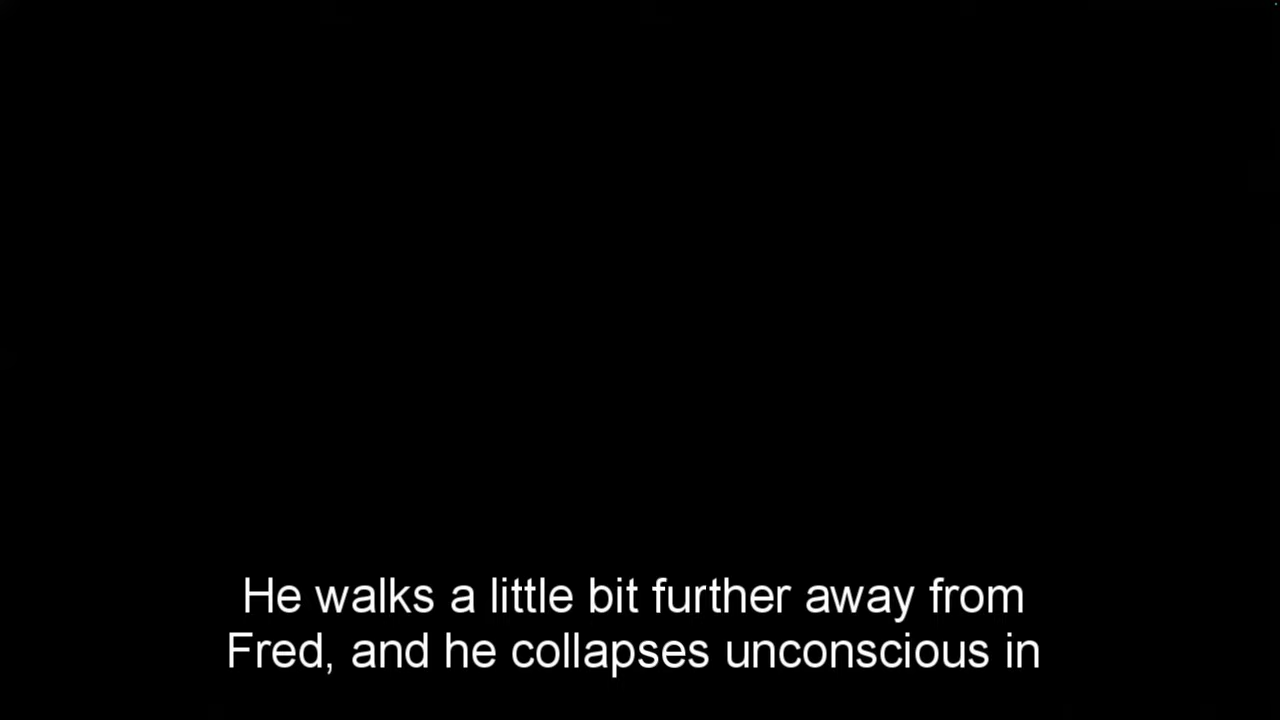 He walks a little bit further away from
Fred, and he collapses unconscious in